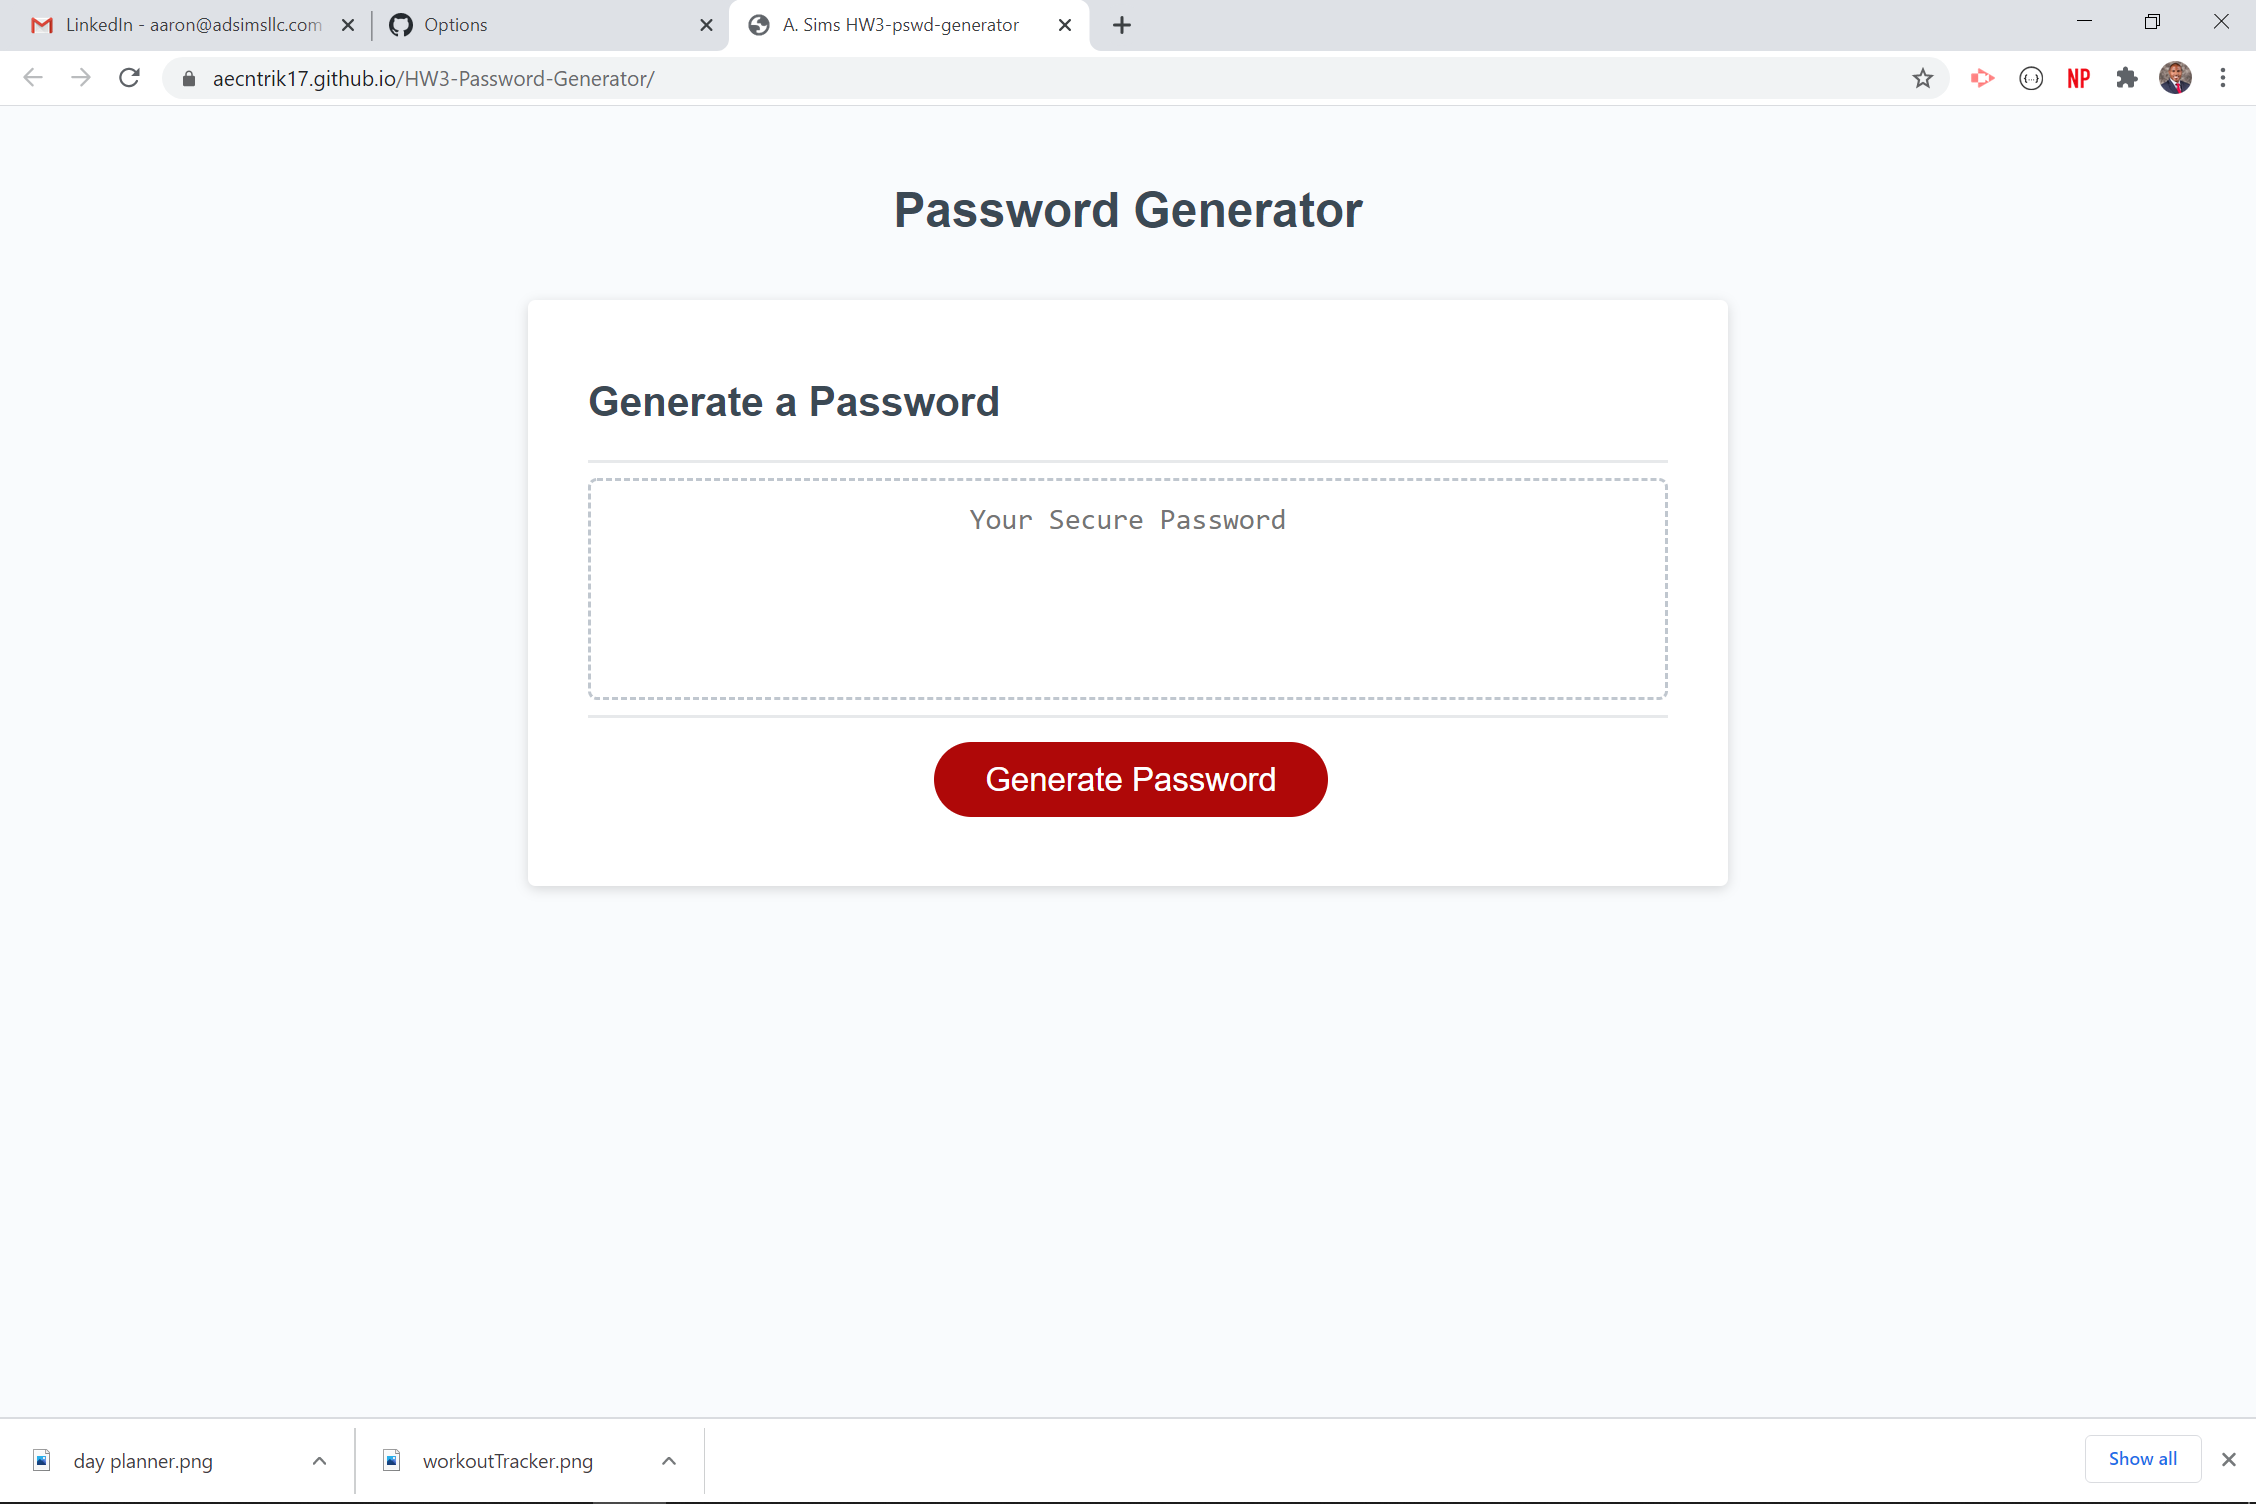 LinkedIn - aaron@adsimsllc.com
Options
A. Sims HW3-pswd-generator
aecntrik17.github.io/HW3-Password-Generator/
NP
Password Generator
Generate a Password
Your Secure Password
Generate Password
day planner.png
workoutTracker.png
Show all